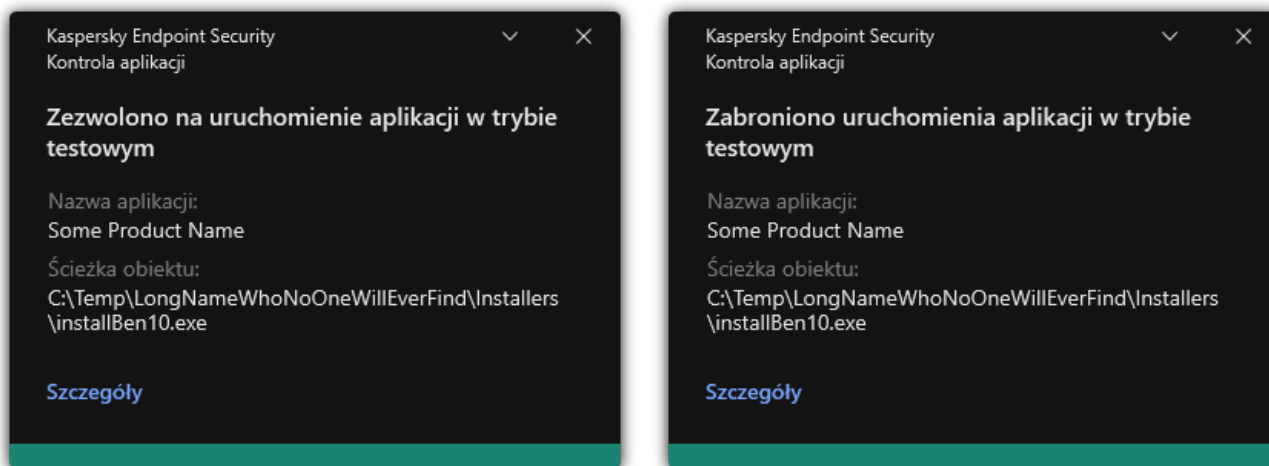 Kaspersky Endpoint Security
Kontrola aplikacji
Zezwolono na uruchomienie aplikacji w trybie
testowym
Nazwa aplikacji:
Some Product Name
Ścieżka obiektu:
C:\Temp\LongNameWhoNoOneWillEverFind\Installers
\installBen10.exe
Szczegóły
Kaspersky Endpoint Security
Kontrola aplikacji
Zabroniono uruchomienia aplikacji w trybie
testowym
Nazwa aplikacji:
Some Product Name
Ścieżka obiektu:
C:\Temp\LongNameWhoNoOneWillEverFind\Installers
\installBen10.exe
Szczegóły